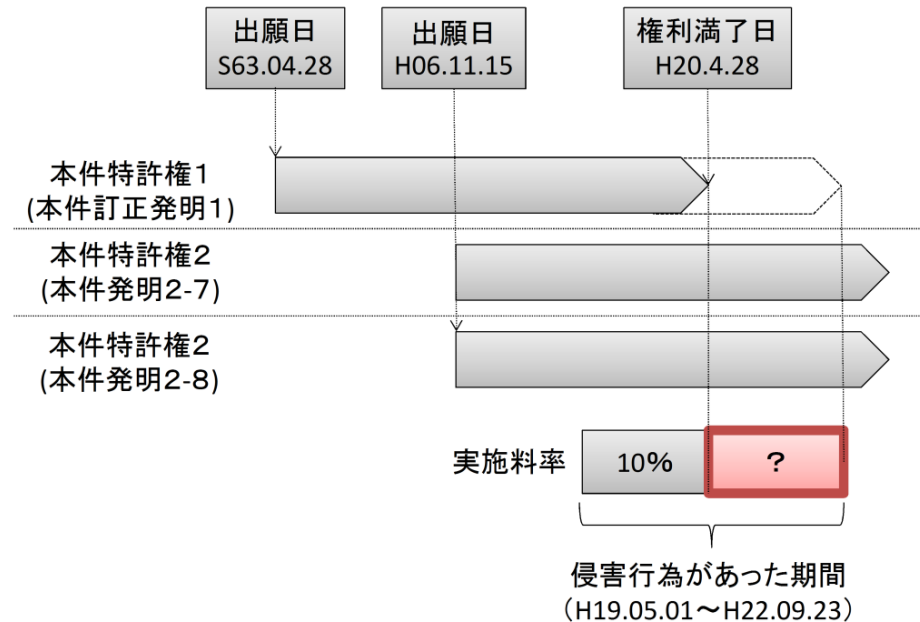 出願日
S63.04.28
出願日
H06.11.15
権利満了日
H20.4.28
本件特許権1
(本件訂正発明1)
本件特許権2
(本件発明2-7)
本件特許権2
(本件発明2-8)
実施料率
10%
?
侵害行為があった期間
(H19.05.01～H22.09.23)